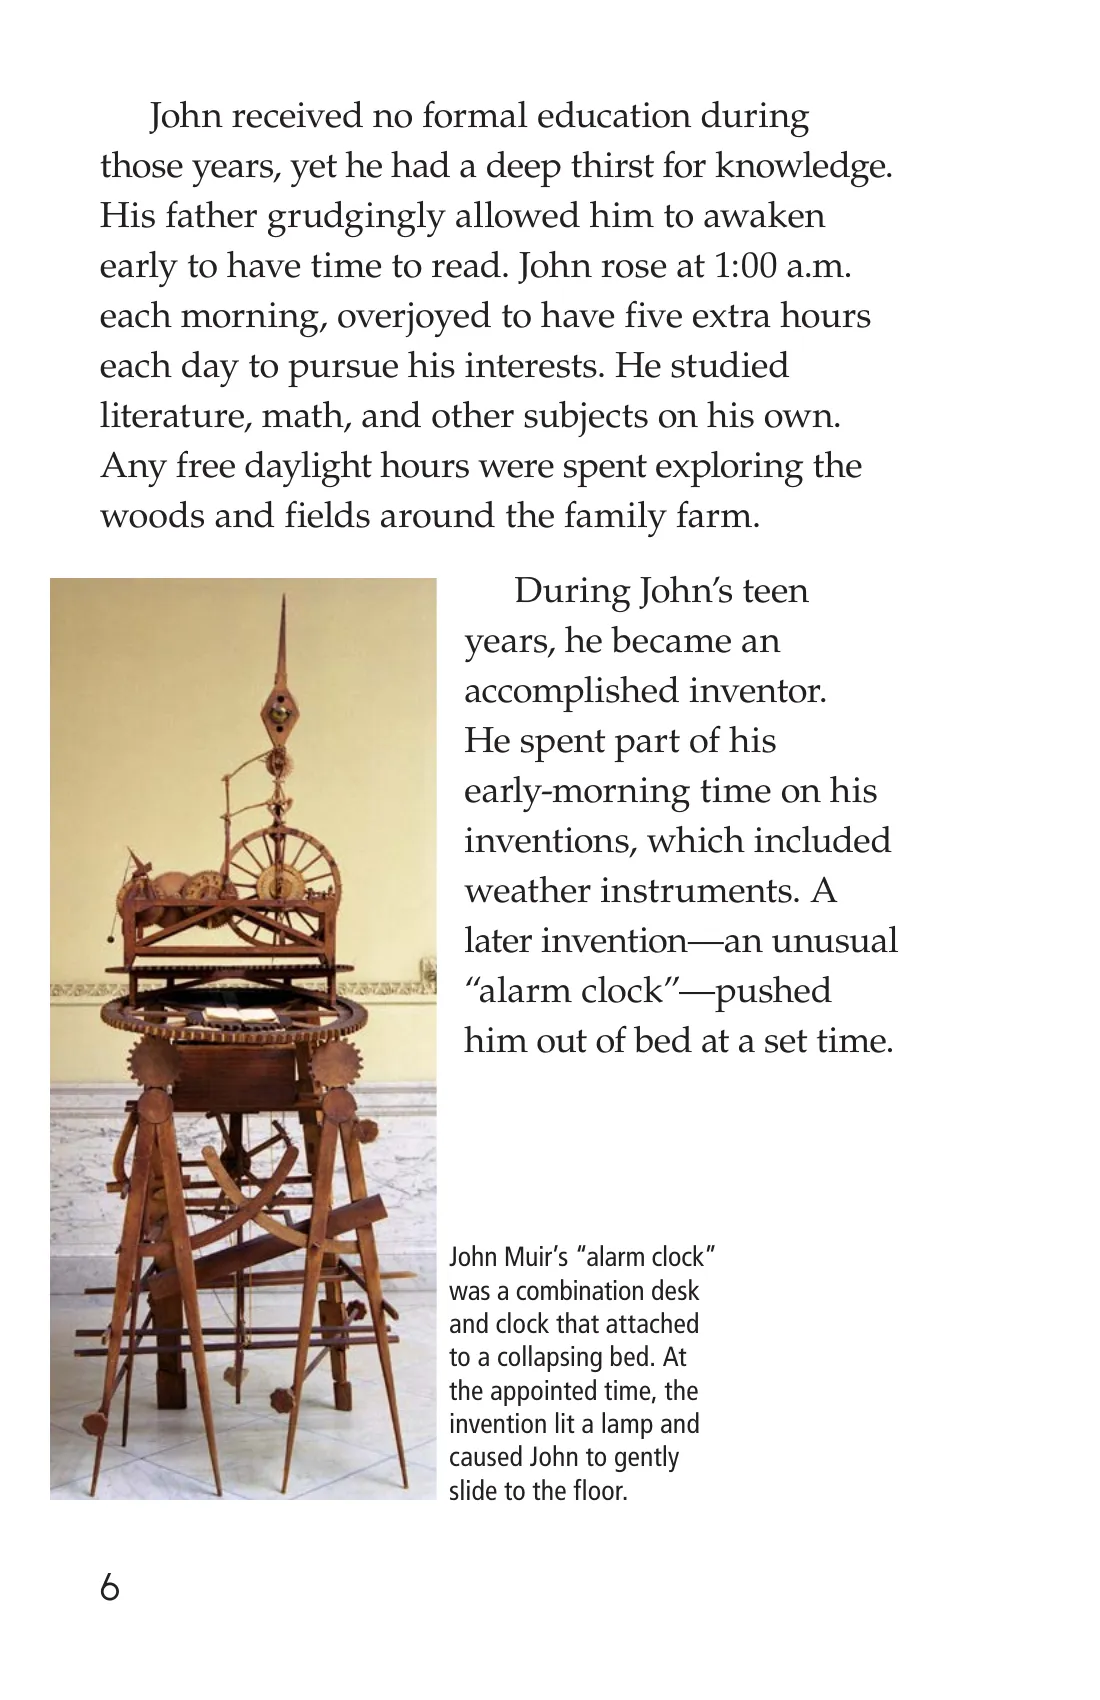 John received no formal education during
those years, yet he had a deep thirst for knowledge.
His father grudgingly allowed him to awaken
early to have time to read. John rose at 1:00 a.m.
each morning, overjoyed to have five extra hours
each day to pursue his interests. He studied
literature, math, and other subjects on his own.
Any free daylight hours were spent exploring the
woods and fields around the family farm.
During John’s teen
years, he became an
accomplished inventor.
He spent part of his
early-morning time on his
inventions, which included
weather instruments. A
later invention—an unusual
“alarm clock”—pushed
him out of bed at a set time.
John Muir’s “alarm clock”
was a combination desk
and clock that attached
to a collapsing bed. At
the appointed time, the
invention lit a lamp and
caused John to gently
slide to the floor.
6